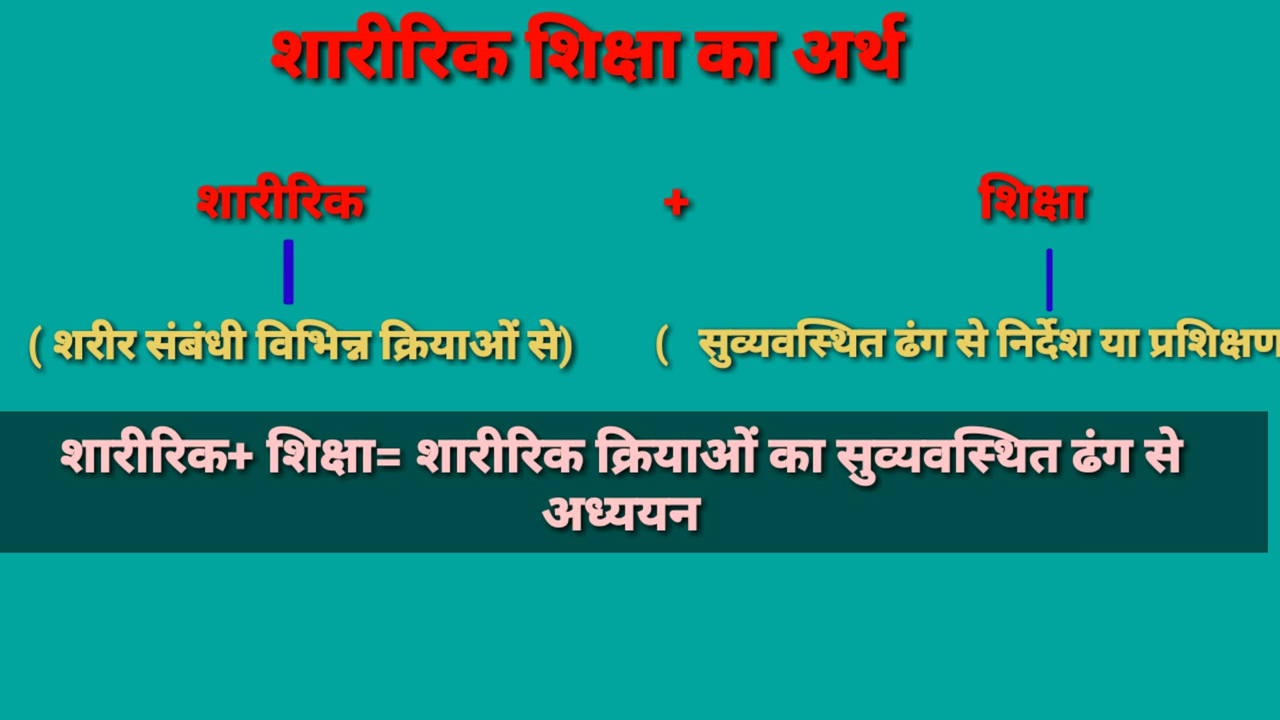 शारीरिक शिक्षा का अर्थ
शारीरिक + शिक्षा
( शरीर संबंधी विभिन्न क्रियाओं से) ( सुव्यवस्थित ढंग से निर्देश या प्रशिक्षण
शारीरिक+ शिक्षा= शारीरिक क्रियाओं का सुव्यवस्थित ढंग से
अध्ययन